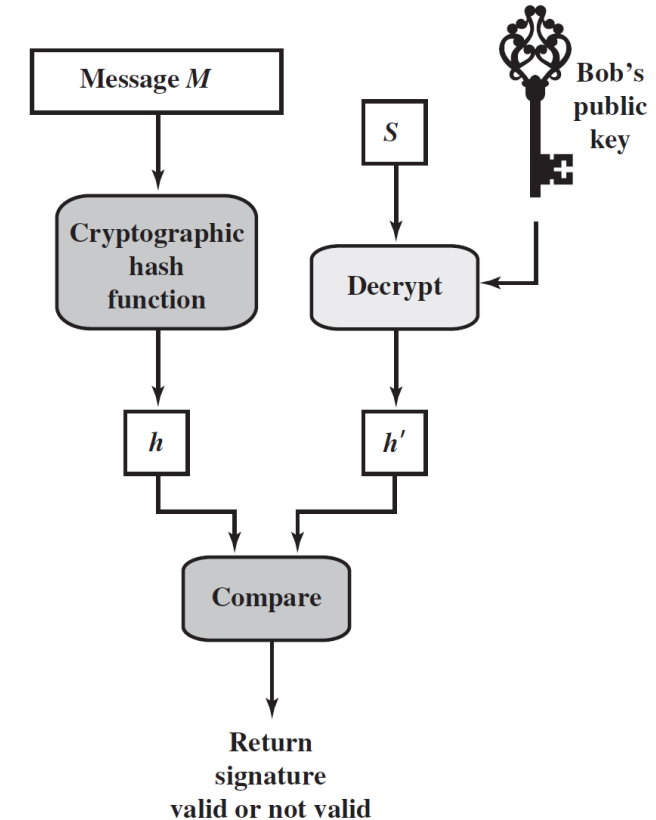 Message M
S
Bob’s
public
key
Cryptographic
hash
function
Decrypt
h
h′
Compare
Return
signature
valid or not valid